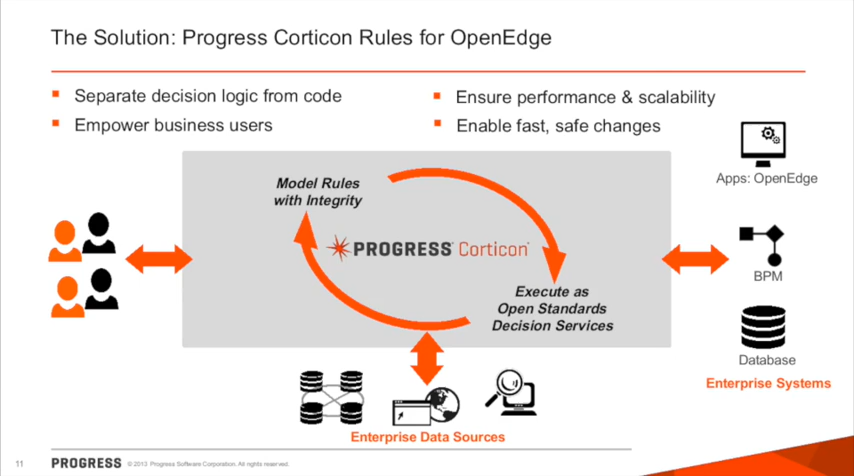 The Solution: Progress Corticon Rules for OpenEdge
Separate decision logic from code
Empower business users
Ensure performance & scalability
Enable fast, safe changes
Apps: OpenEdge
Model Rules
with Integrity
PROGRESS Corticon
Execute as
Open Standards
Decision Services
BPM
Database
Enterprise Systems
Enterprise Data Sources
11
PROGRESS
© 2013 Progress Software Corporation. All rights reserved.